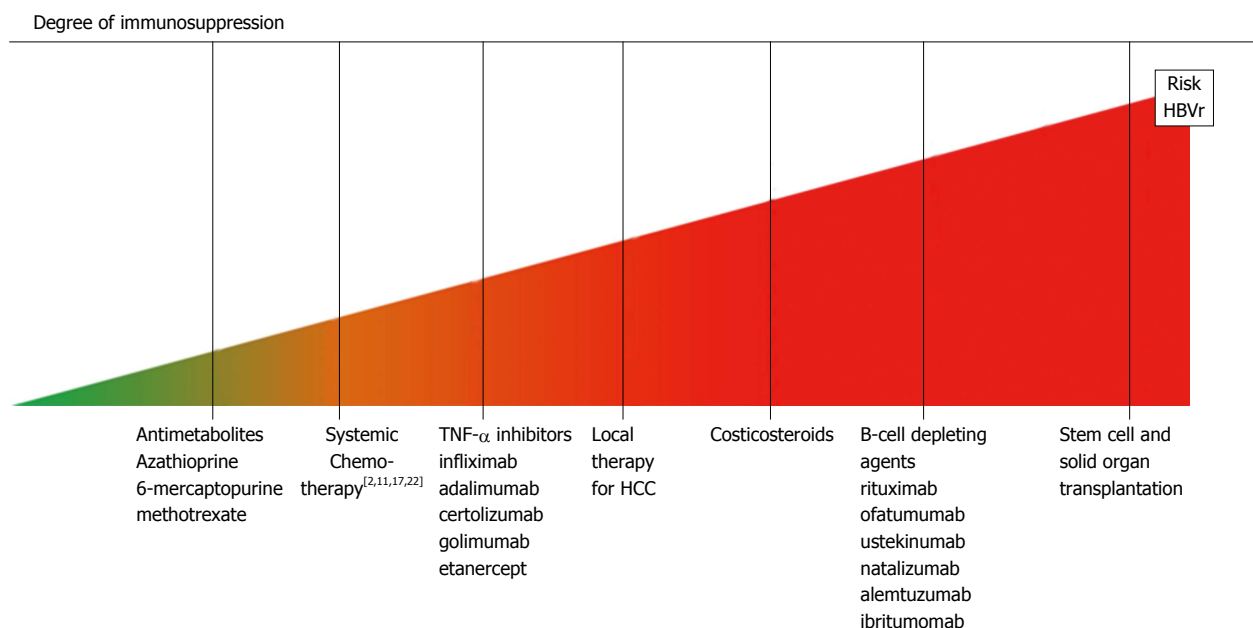 Degree of immunosuppression
Risk
HBVr
Antimetabolites
Azathioprine
6-mercaptopurine
methotrexate
Systemic
Chemo-
therapy[2,11,17,22]
TNF-α inhibitors
infliximab
adalimumab
certolizumab
golimumab
etanercept
Local
therapy
for HCC
Costicosteroids
B-cell depleting
agents
rituximab
ofatumumab
ustekinumab
natalizumab
alemtuzumab
ibritumomab
Stem cell and
solid organ
transplantation